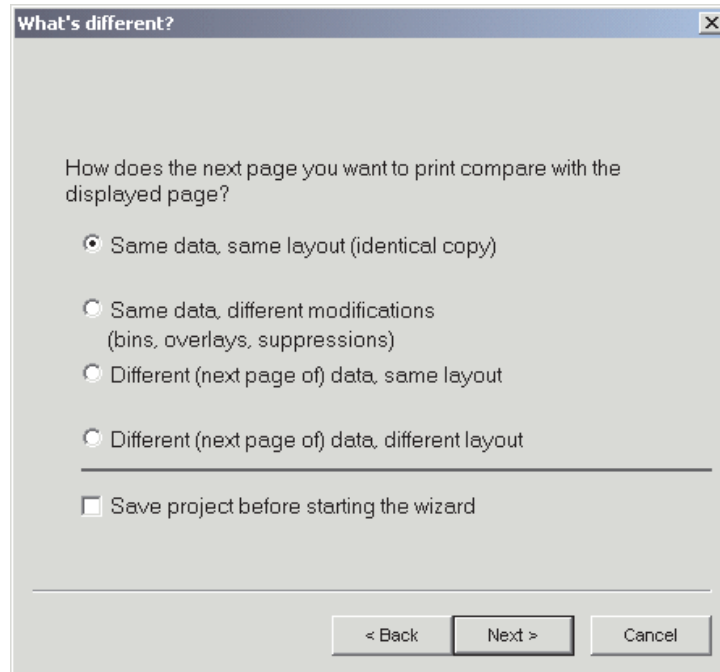 What's different?
How does the next page you want to print compare with the
displayed page?
Same data, same layout (identical copy)
Same data, different modifications
(bins, overlays, suppressions)
Different (next page of) data, same layout
Different (next page of) data, different layout
Save project before starting the wizard
< Back Next > Cancel